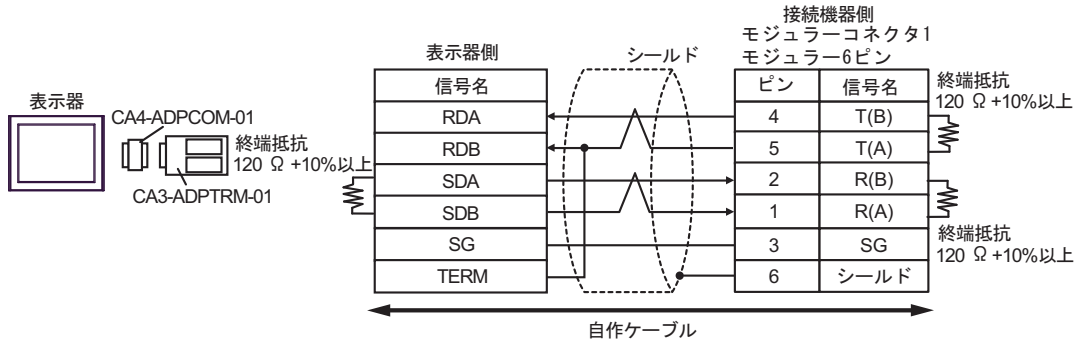 接続機器側
モジュラーコネクタ1
モジュラー6ピン
表示器側
シールド
信号名
ピン 信号名
表示器
CA4-ADPCOM-01
CA3-ADPTRM-01
終端抵抗
120 Ω +10%以上
RDA 4 T(B)
RDB 5 T(A)
SDA 2 R(B)
SDB 1 R(A)
SG 3 SG
TERM 6 シールド
終端抵抗
120 Ω +10%以上
終端抵抗
120 Ω +10%以上
自作ケーブル